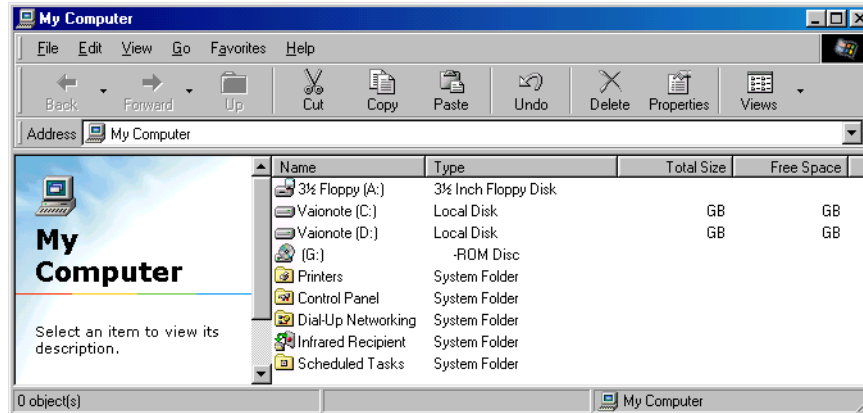 My Computer
File Edit View Go Favorites Help
Back Forward Up Cut Copy Paste Undo Delete Properties Views
Address My Computer
Name Type Total Size Free Space
3½ Floppy (A:) 3½ Inch Floppy Disk
Vaionote (C:) Local Disk GB GB
Vaionote (D:) Local Disk GB GB
(G:) -ROM Disc
Printers System Folder
Control Panel System Folder
Dial-Up Networking System Folder
Infrared Recipient System Folder
Scheduled Tasks System Folder
My
Computer
Select an item to view its
description.
0 object(s) My Computer